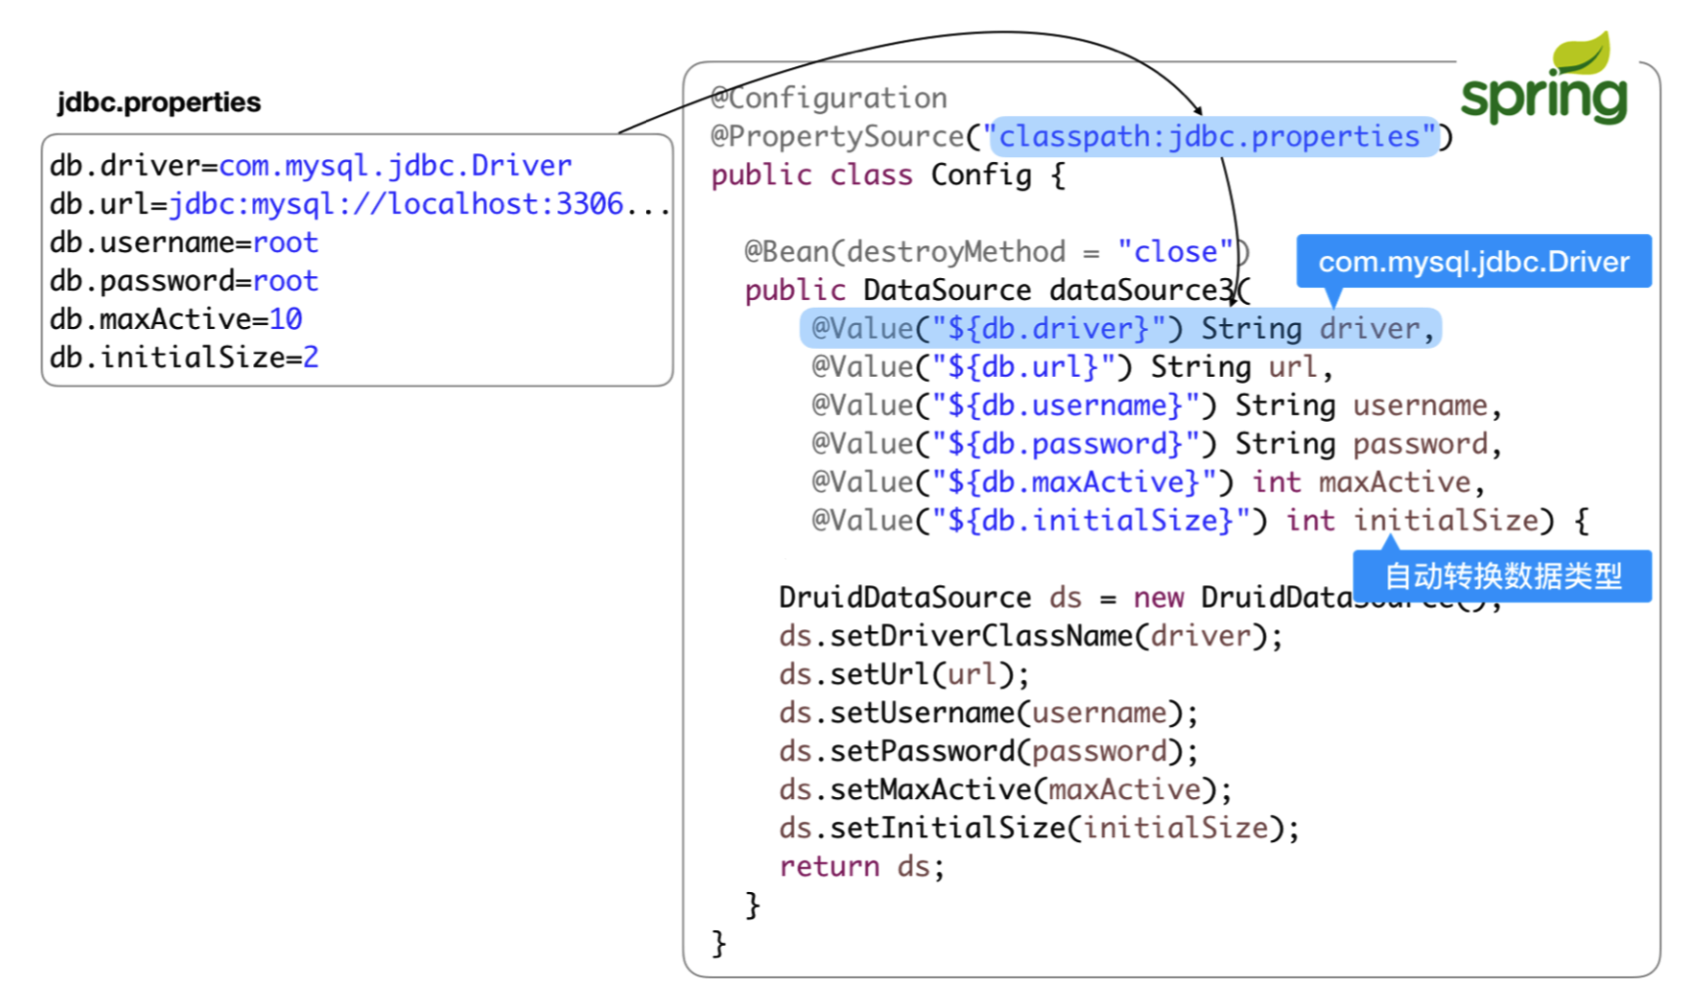 jdbc.properties
db.driver=com.mysql.jdbc.Driver
db.url=jdbc:mysql://localhost:3306...
db.username=root
db.password=root
db.maxActive=10
db.initialSize=2
spring
@Configuration
@PropertySource("classpath:jdbc.properties")
public class Config {
@Bean(destroyMethod = "close")
com.mysql.jdbc.Driver
public DataSource dataSource3(
@Value("${db.driver}") String driver,
@Value("${db.url}") String url,
@Value("${db.username}") String username,
@Value("${db.password}") String password,
@Value("${db.maxActive}") int maxActive,
@Value("${db.initialSize}") int initialSize) {
自动转换数据类型
DruidDataSource ds = new DruidDataSource();
ds.setDriverClassName(driver);
ds.setUrl(url);
ds.setUsername(username);
ds.setPassword(password);
ds.setMaxActive(maxActive);
ds.setInitialSize(initialSize);
return ds;
}
}